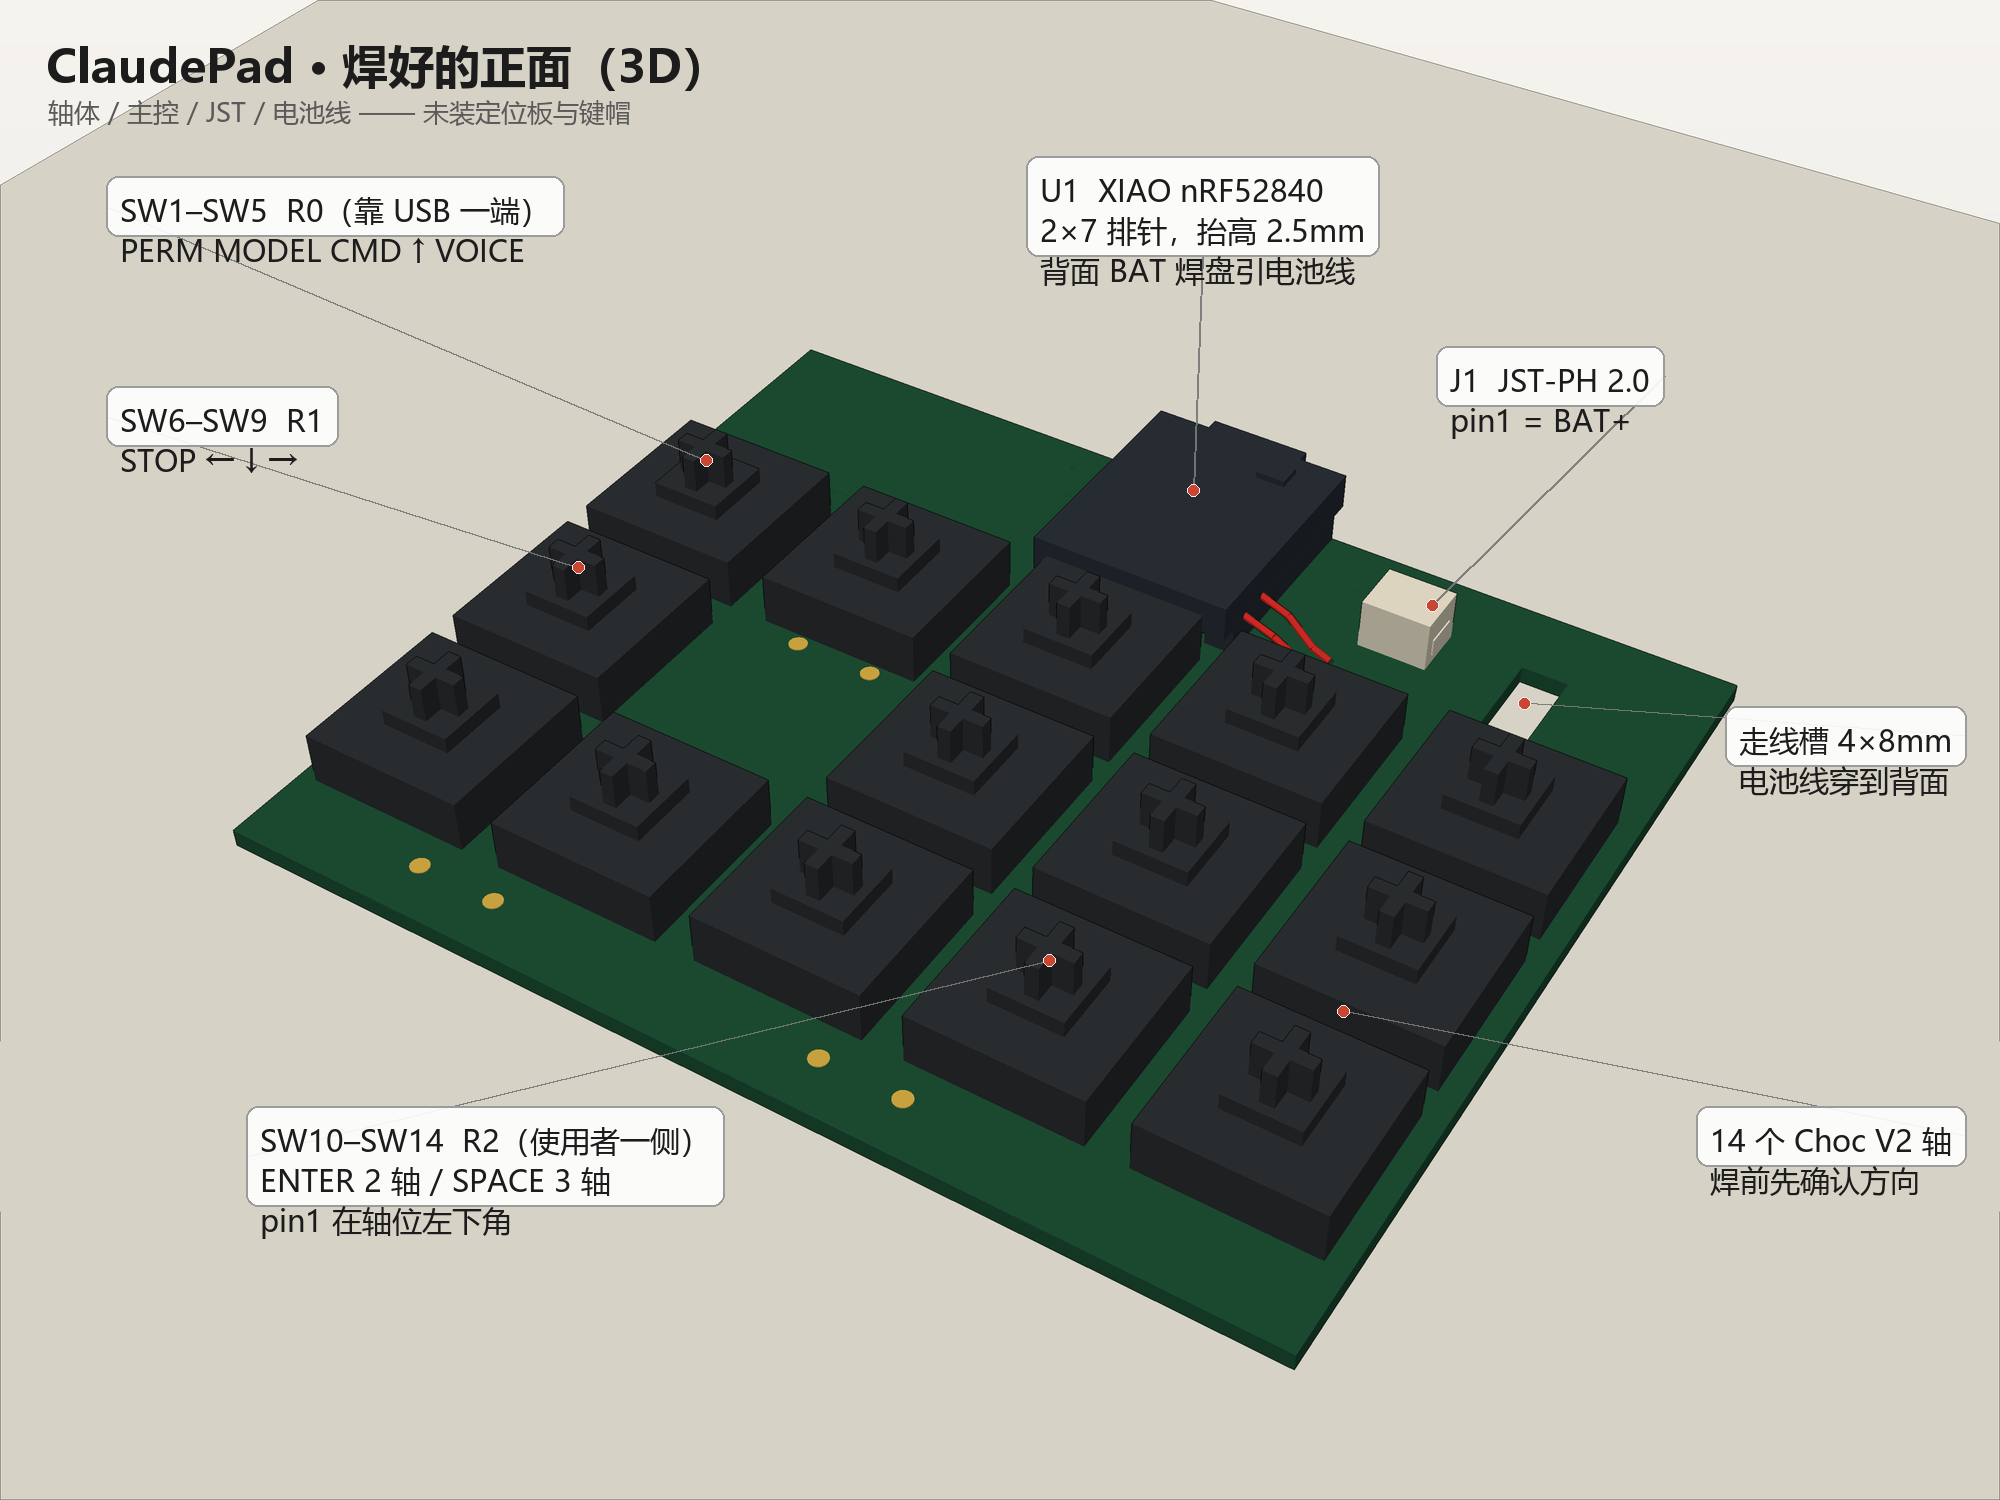 ClaudePad · 焊好的正面（3D）
轴体 / 主控 / JST / 电池线 —— 未装定位板与键帽
SW1–SW5  R0（靠 USB 一端）
PERM MODEL CMD ↑ VOICE
U1  XIAO nRF52840
2×7 排针，抬高 2.5mm
背面 BAT 焊盘引电池线
J1  JST-PH 2.0
pin1 = BAT+
SW6–SW9  R1
STOP ← ↓ →
走线槽 4×8mm
电池线穿到背面
SW10–SW14  R2（使用者一侧）
ENTER 2 轴 / SPACE 3 轴
pin1 在轴位左下角
14 个 Choc V2 轴
焊前先确认方向